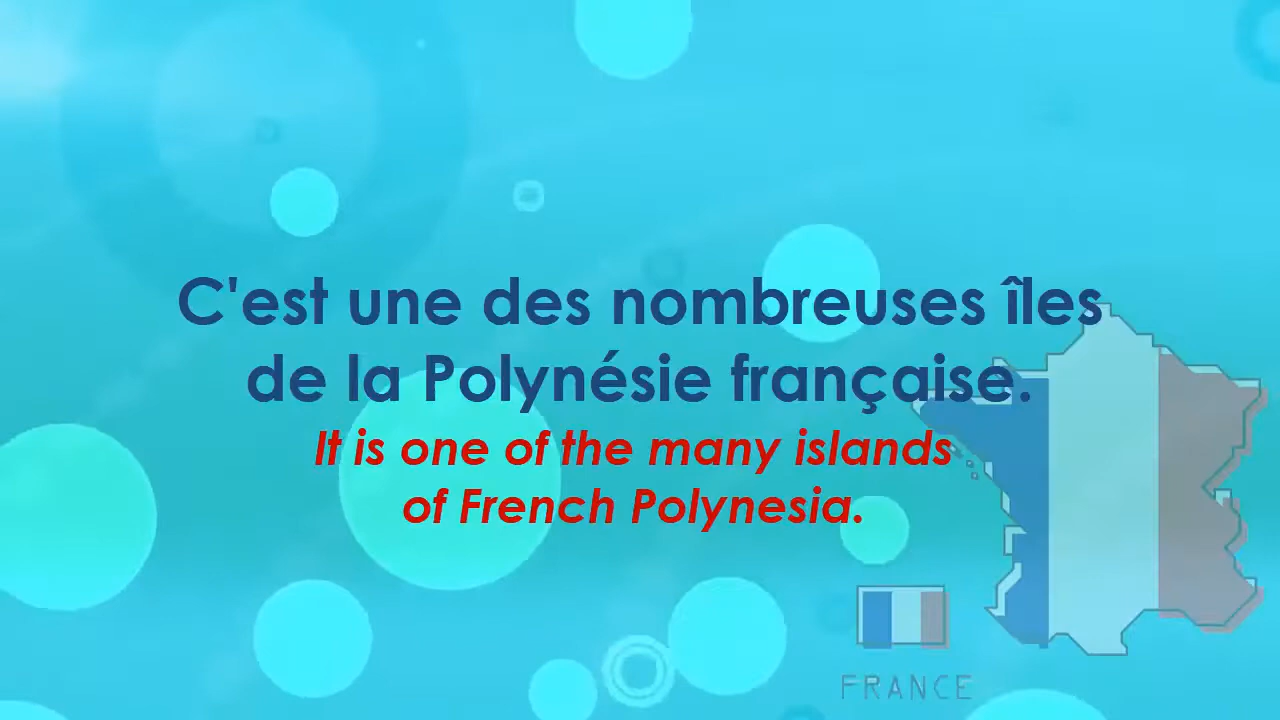 C'est une des nombreuses îles
de la Polynésie française.
It is one of the many islands
of French Polynesia.
FRANCE